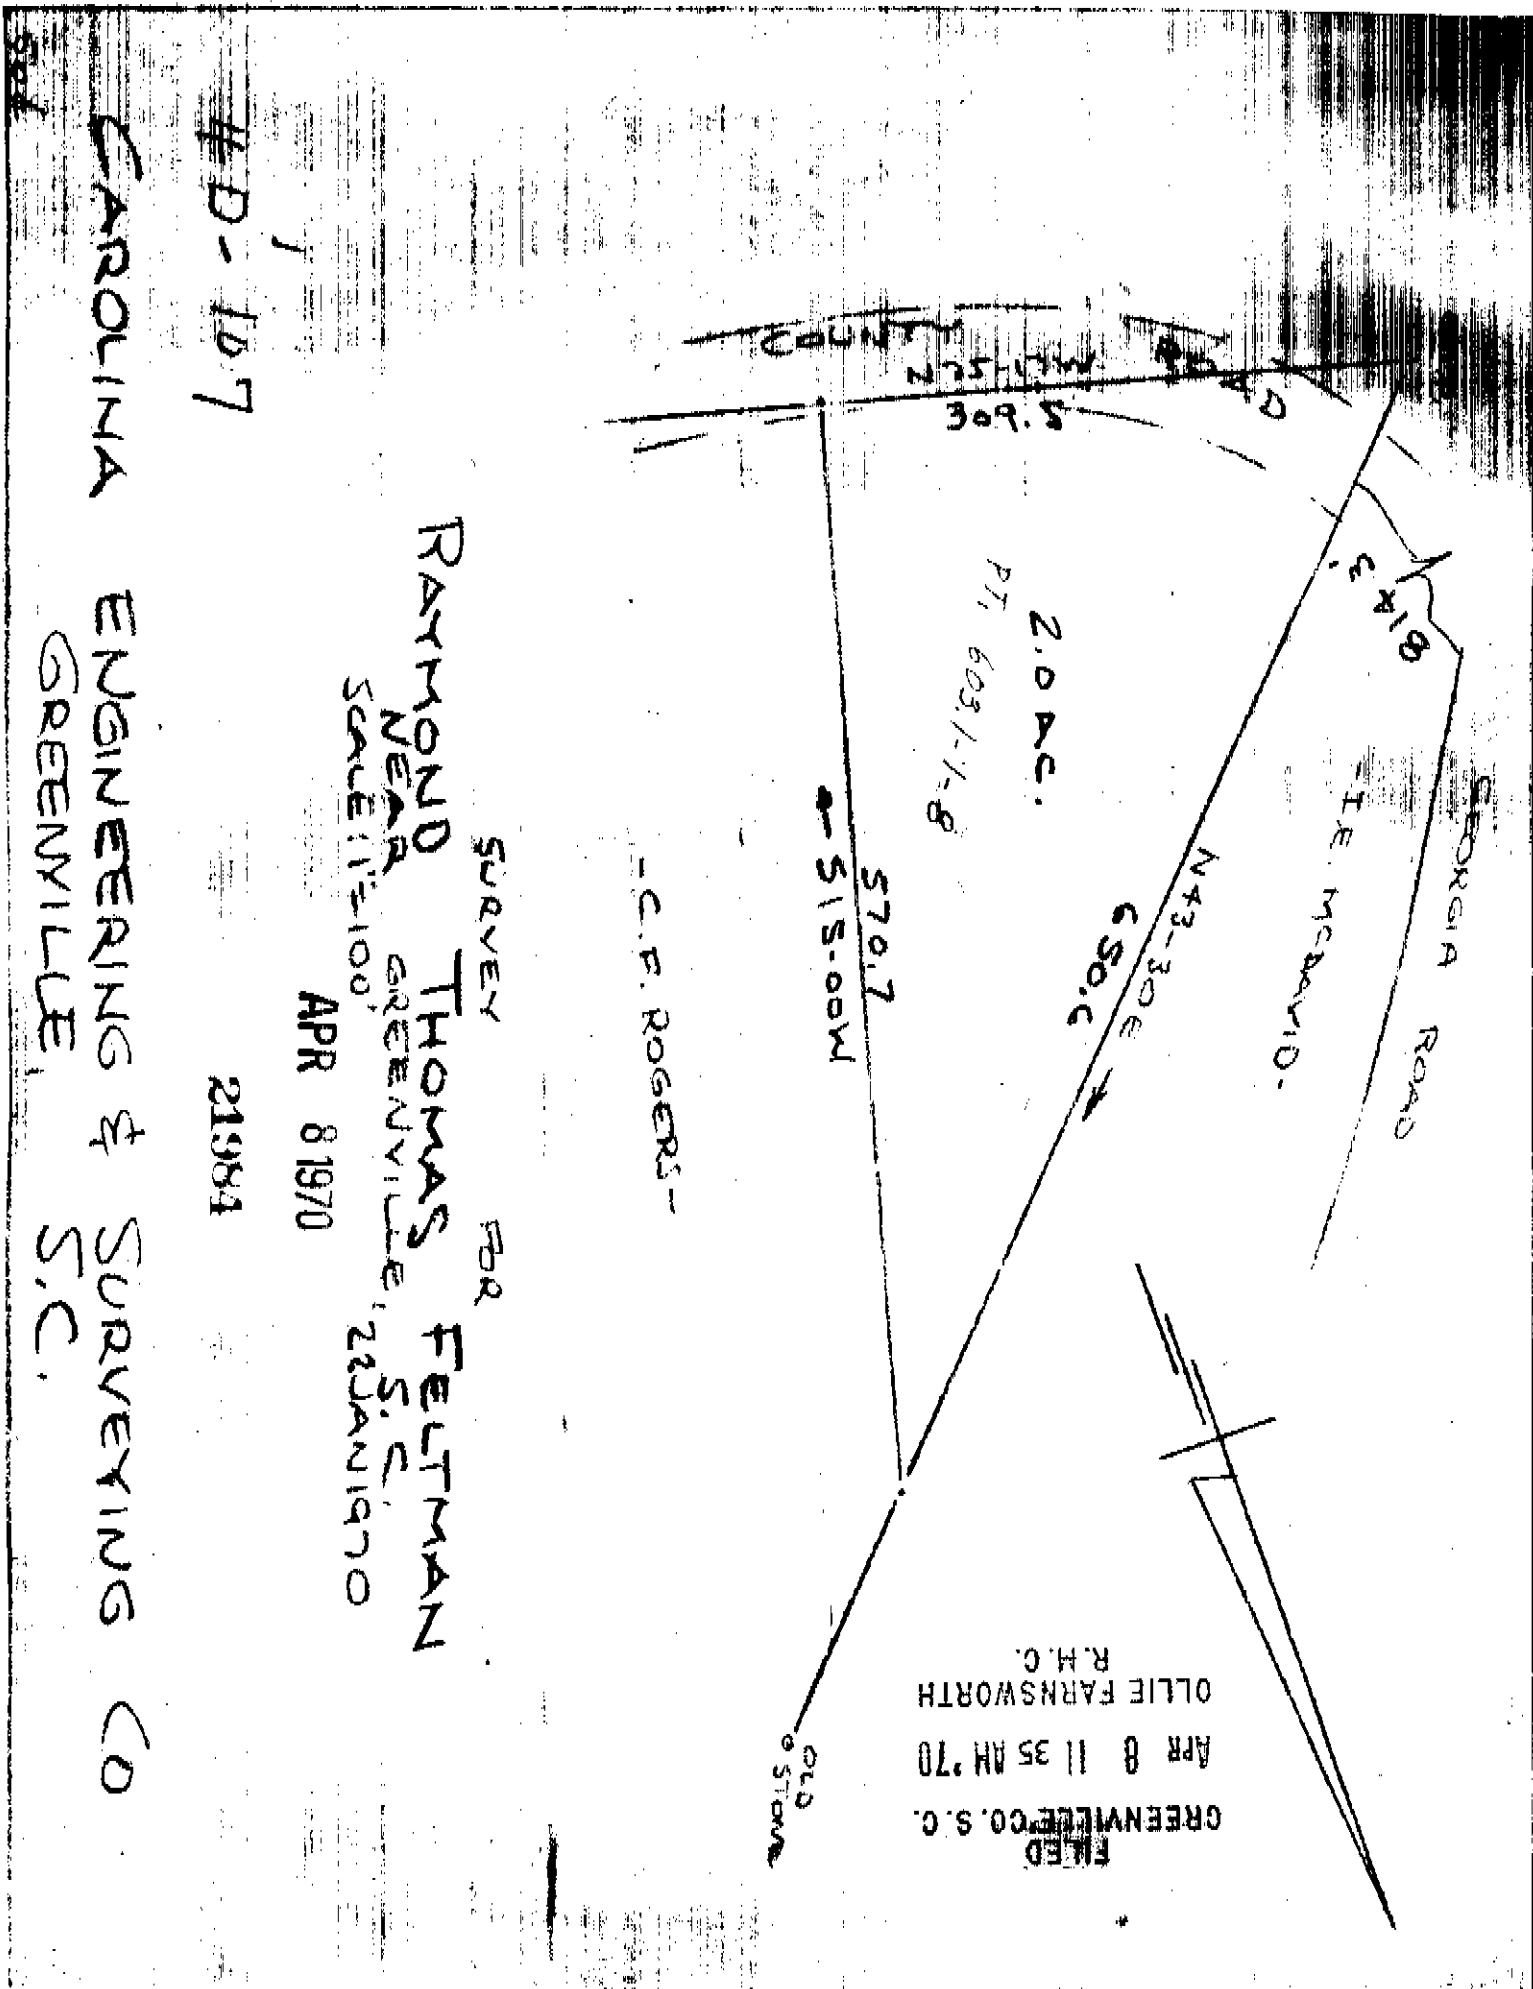 GEORGIA ROAD
- I.E. McDAVID.
N43-30E
650.6
2.0 AC.
PT. 603.1-1-8
COUNTY ROAD
309.5
570.7
S15-00W
OLD STONE
- C.F. ROGERS -
SURVEY FOR
RAYMOND THOMAS FELTMAN
NEAR GREENVILLE, S.C.
SCALE: 1"=100' 22JAN1970
APR 8 1970
21984
#D-107
CAROLINA ENGINEERING & SURVEYING CO
GREENVILLE, S.C.
FILED
GREENVILLE CO. S. C.
APR 8 11 35 AM '70
OLLIE FARNSWORTH
R. M. C.